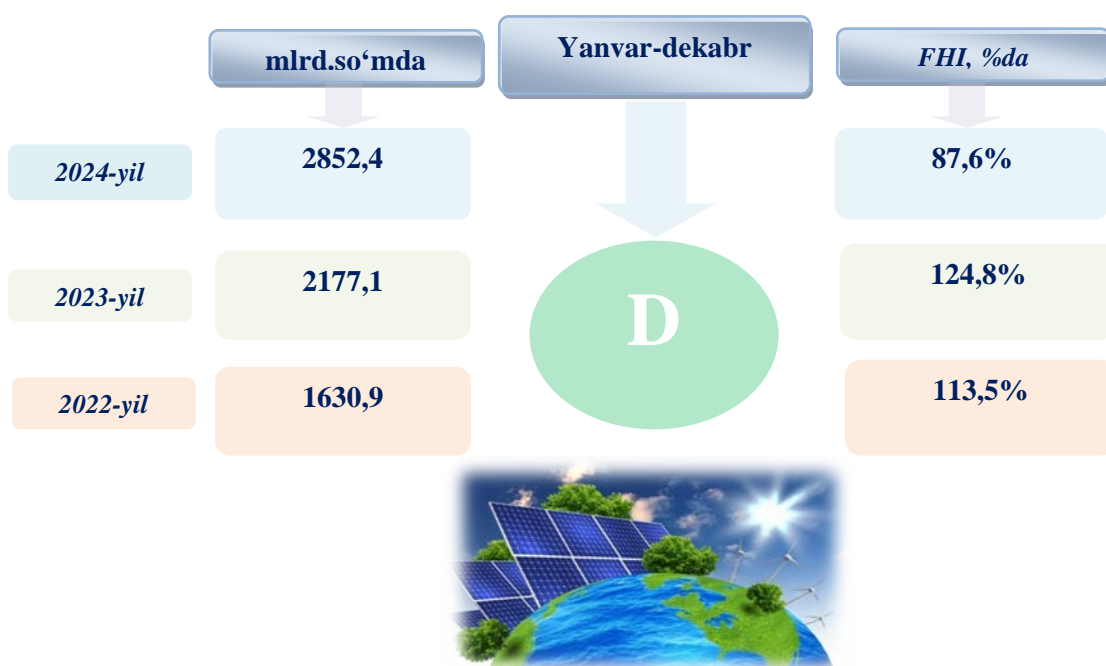 mlrd.so‘mda
Yanvar-dekabr
FHI, %da
2024-yil
2852,4
87,6%
2023-yil
2177,1
D
124,8%
2022-yil
1630,9
113,5%